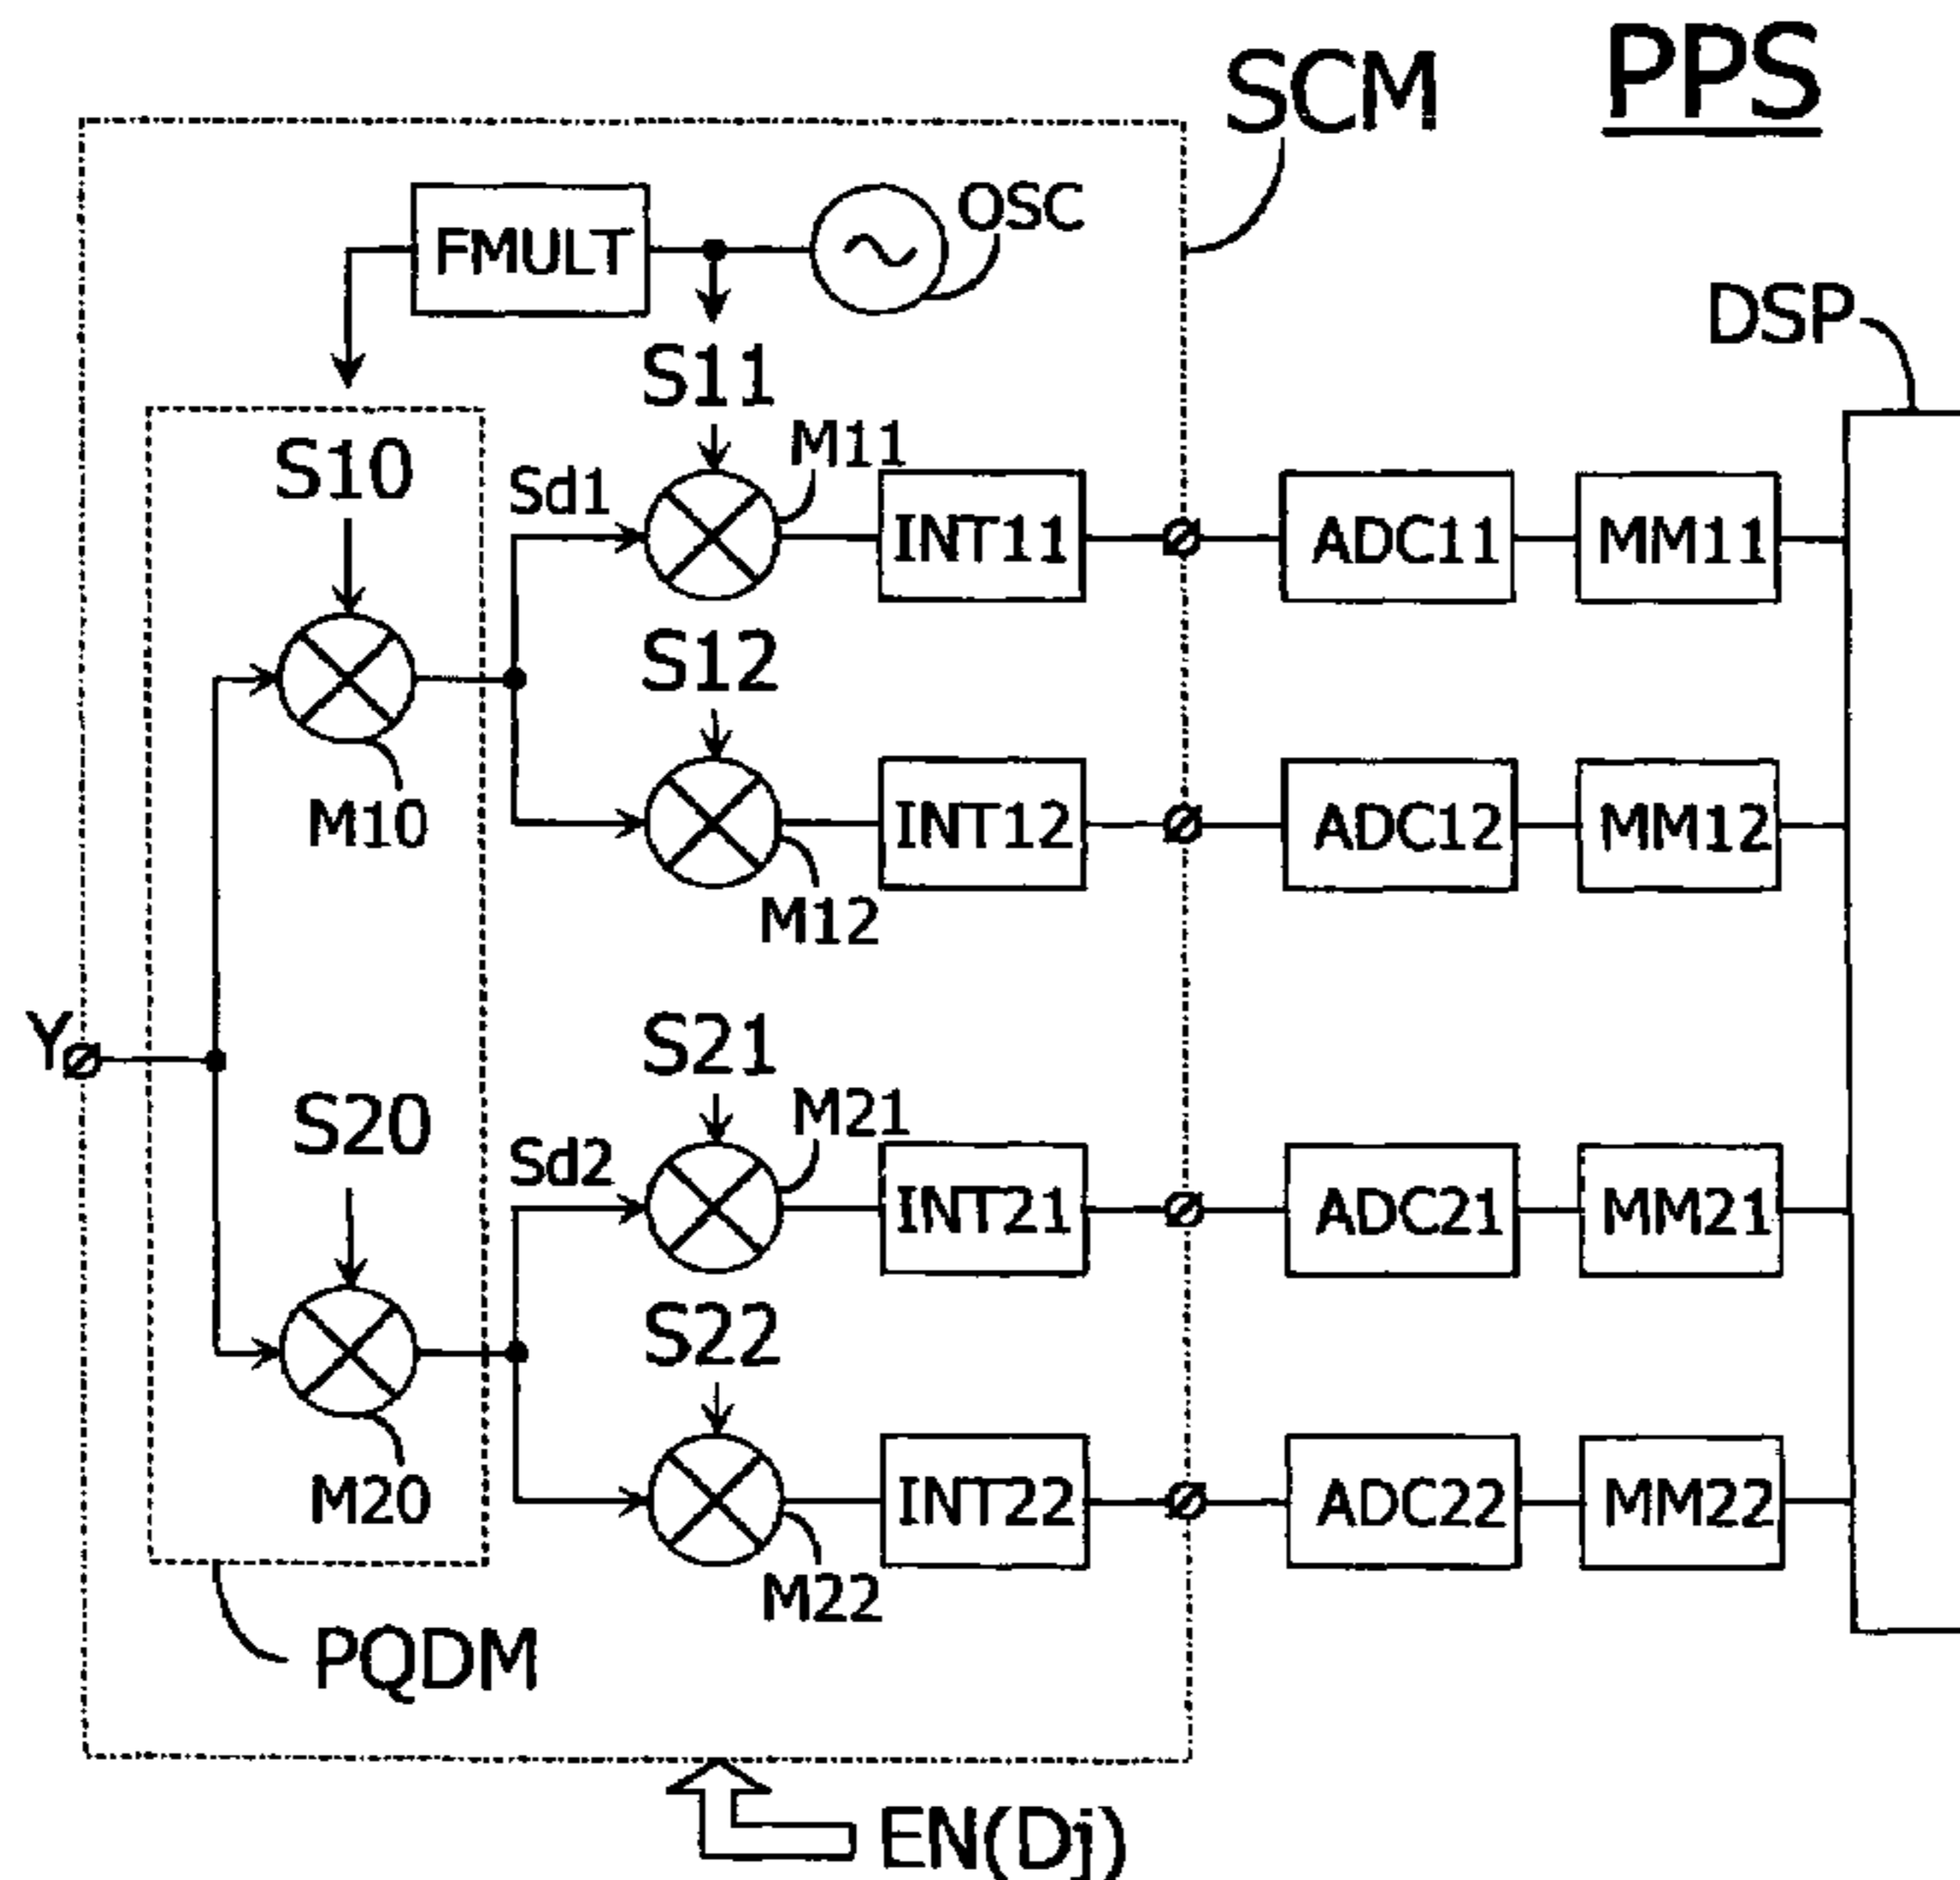 PPS
SCM
OSC
FMULT
DSP
S11
S10
M11
Sd1
INT11
ADC11
MM11
S12
M10
INT12
ADC12
MM12
M12
Y
S21
S20
M21
Sd2
INT21
ADC21
MM21
S22
M20
INT22
ADC22
MM22
M22
PQDM
EN(Dj)